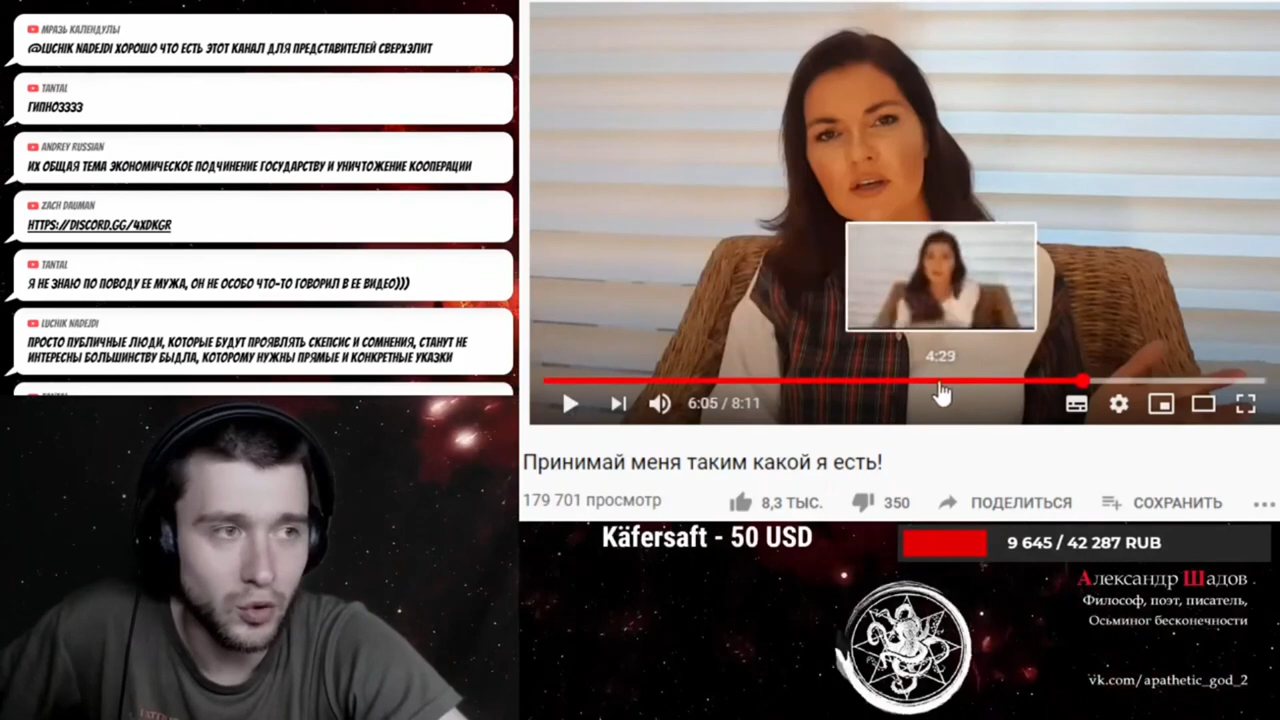 МРАЗЬ КАЛЕНДУЛЫ
@LUCHIK NADEJDI ХОРОШО ЧТО ЕСТЬ ЭТОТ КАНАЛ ДЛЯ ПРЕДСТАВИТЕЛЕЙ СВЕРХЭЛИТ
TANTAL
ГИПНОЗЗЗЗ
ANDREY RUSSIAN
ИХ ОБЩАЯ ТЕМА ЭКОНОМИЧЕСКОЕ ПОДЧИНЕНИЕ ГОСУДАРСТВУ И УНИЧТОЖЕНИЕ КООПЕРАЦИИ
ZACH DAUMAN
HTTPS://DISCORD.GG/4XDKGR
TANTAL
Я НЕ ЗНАЮ ПО ПОВОДУ ЕЕ МУЖА, ОН НЕ ОСОБО ЧТО-ТО ГОВОРИЛ В ЕЕ ВИДЕО)))
LUCHIK NADEJDI
ПРОСТО ПУБЛИЧНЫЕ ЛЮДИ, КОТОРЫЕ БУДУТ ПРОЯВЛЯТЬ СКЕПСИС И СОМНЕНИЯ, СТАНУТ НЕ
ИНТЕРЕСНЫ БОЛЬШИНСТВУ БЫДЛА, КОТОРОМУ НУЖНЫ ПРЯМЫЕ И КОНКРЕТНЫЕ УКАЗКИ
4:29
6:05 / 8:11
Принимай меня таким какой я есть!
179 701 просмотр
8,3 ТЫС.
350
ПОДЕЛИТЬСЯ
СОХРАНИТЬ
Käfersaft - 50 USD
9 645 / 42 287 RUB
Александр Шадов
Философ, поэт, писатель,
Осьминог бесконечности
vk.com/apathetic_god_2